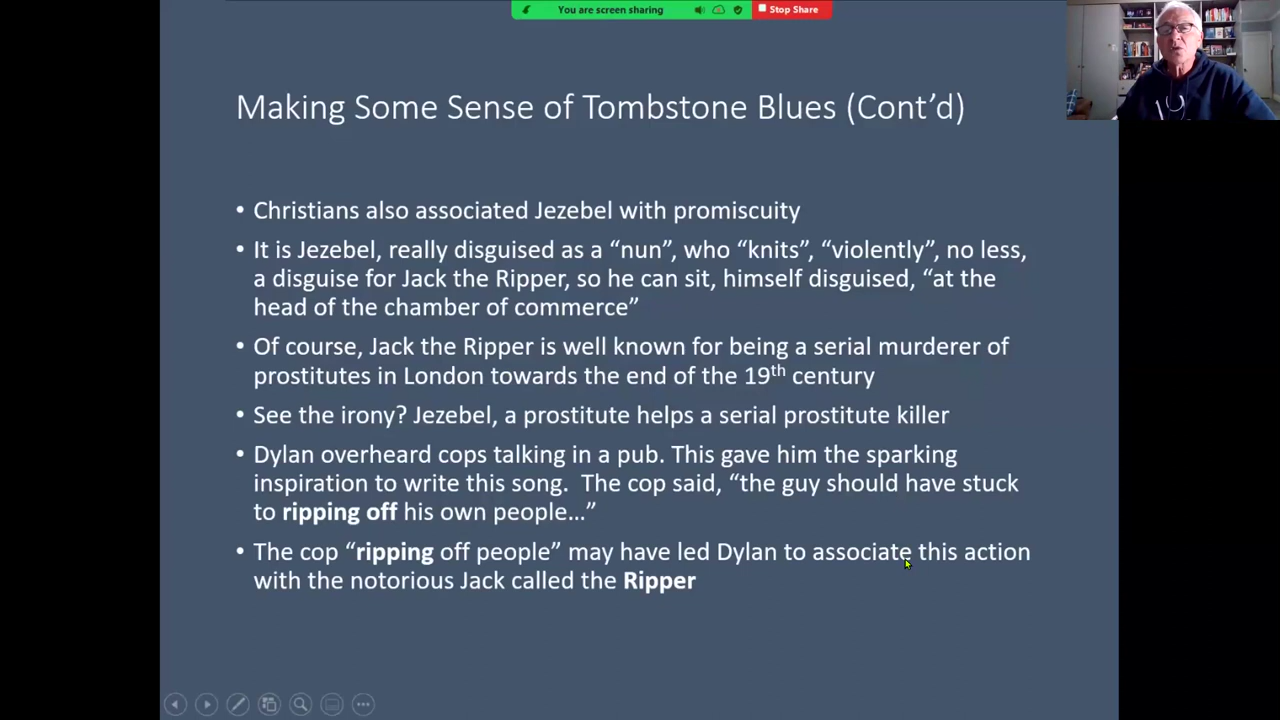 You are screen sharing
Stop Share
Making Some Sense of Tombstone Blues (Cont’d)
• Christians also associated Jezebel with promiscuity
• It is Jezebel, really disguised as a “nun”, who “knits”, “violently”, no less,
a disguise for Jack the Ripper, so he can sit, himself disguised, “at the
head of the chamber of commerce”
• Of course, Jack the Ripper is well known for being a serial murderer of
prostitutes in London towards the end of the 19th century
• See the irony? Jezebel, a prostitute helps a serial prostitute killer
• Dylan overheard cops talking in a pub. This gave him the sparking
inspiration to write this song.  The cop said, “the guy should have stuck
to ripping off his own people…”
• The cop “ripping off people” may have led Dylan to associate this action
with the notorious Jack called the Ripper